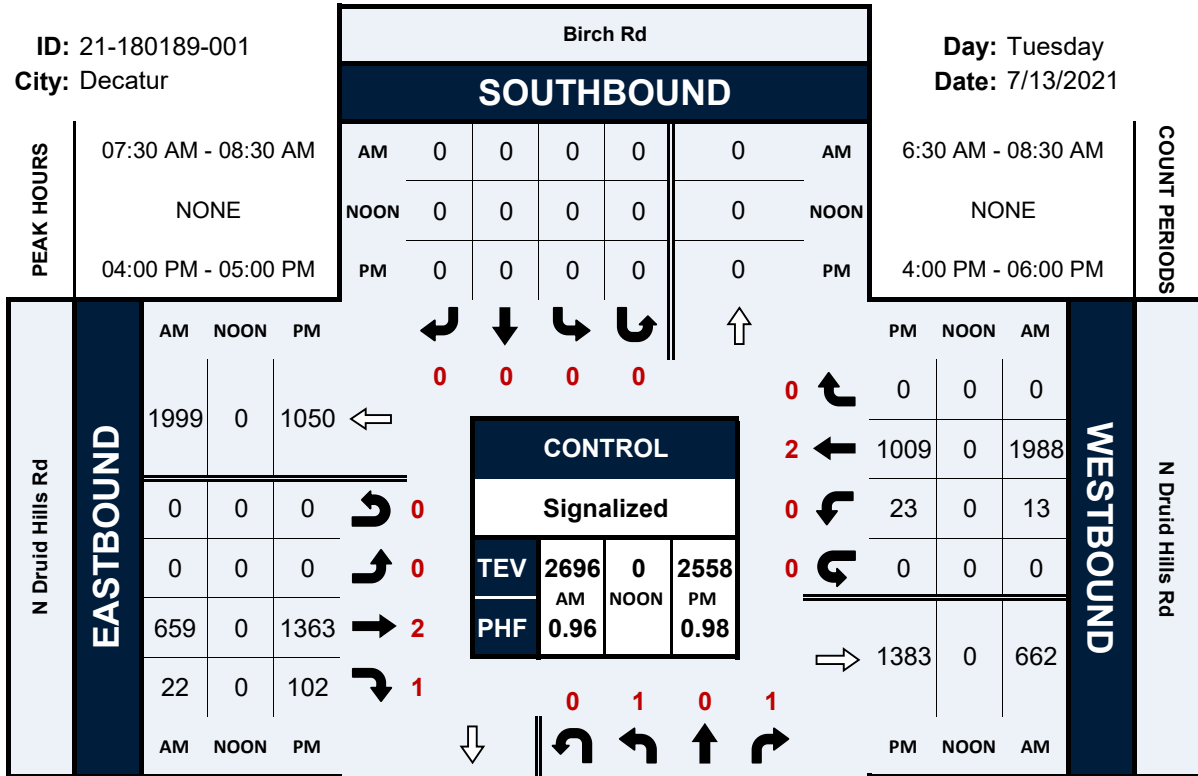 Birch Rd
ID: 21-180189-001
Day: Tuesday
City: Decatur
Date: 7/13/2021
SOUTHBOUND
PEAK HOURS
07:30 AM - 08:30 AM
AM 0 0 0 0 0 AM
6:30 AM - 08:30 AM
COUNT PERIODS
NONE
NOON 0 0 0 0 0 NOON
NONE
04:00 PM - 05:00 PM
PM 0 0 0 0 0 PM
4:00 PM - 06:00 PM
N Druid Hills Rd
EASTBOUND
AM NOON PM
PM NOON AM
WESTBOUND
N Druid Hills Rd
0 0 0 0
0 0 0 0
1999 0 1050
2 1009 0 1988
CONTROL
Signalized
0 0 0 0
0 23 0 13
0 0 0 0
TEV 2696 0 2558
AM NOON PM
PHF 0.96 0.98
0 0 0 0
659 0 1363 2
1383 0 662
22 0 102 1
0 1 0 1
AM NOON PM
PM NOON AM